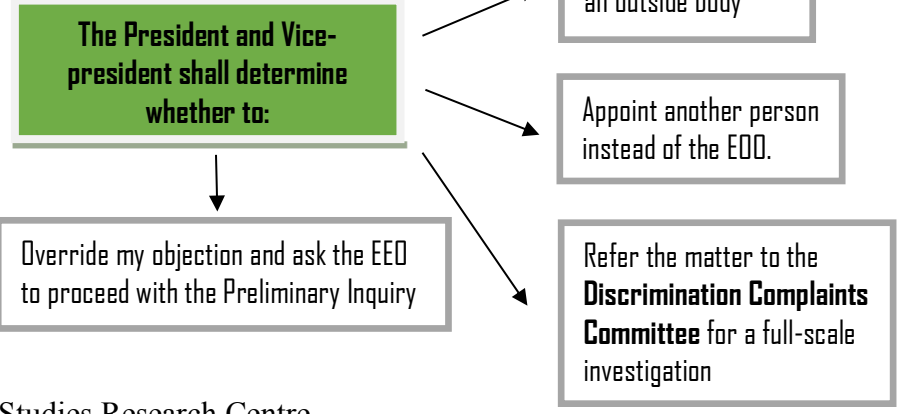 an outside body
The President and Vice-
president shall determine
whether to:
Appoint another person
instead of the EOO.
Override my objection and ask the EEO
to proceed with the Preliminary Inquiry
Refer the matter to the
Discrimination Complaints
Committee for a full-scale
investigation
Studies Research Centre